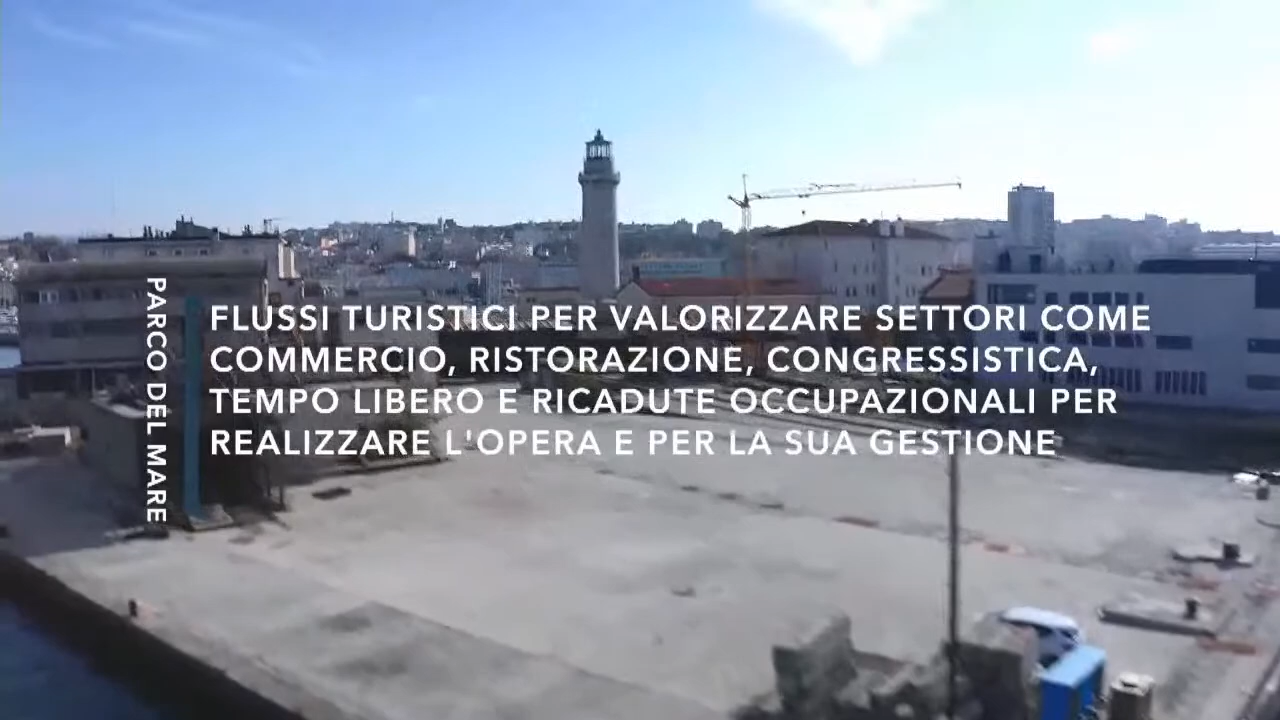 PARCO DEL MARE
FLUSSI TURISTICI PER VALORIZZARE SETTORI COME
COMMERCIO, RISTORAZIONE, CONGRESSISTICA,
TEMPO LIBERO E RICADUTE OCCUPAZIONALI PER
REALIZZARE L'OPERA E PER LA SUA GESTIONE